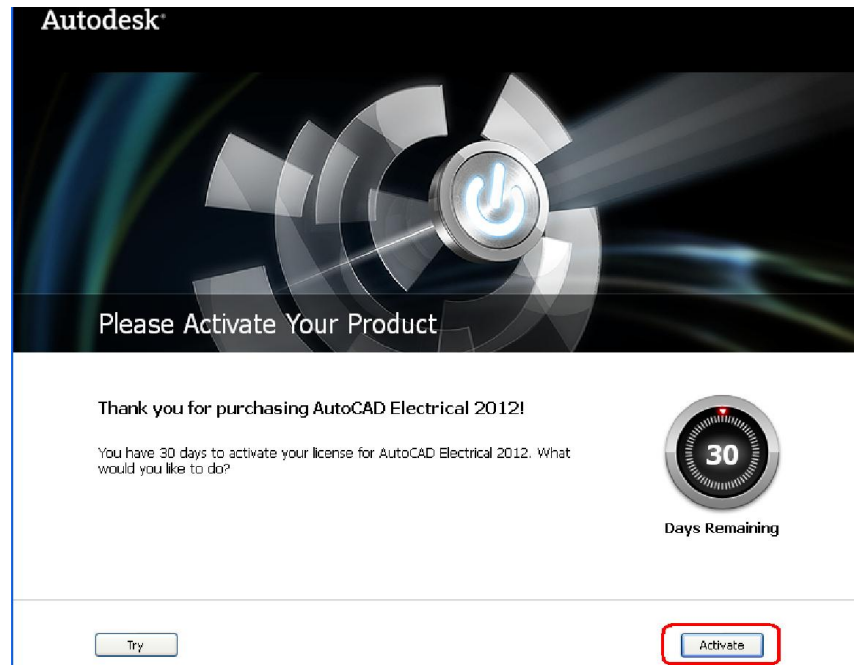 Autodesk®
Please Activate Your Product
Thank you for purchasing AutoCAD Electrical 2012!
You have 30 days to activate your license for AutoCAD Electrical 2012. What
would you like to do?
30
Days Remaining
Try
Activate